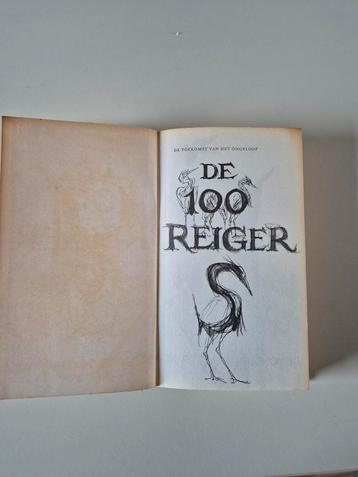 DE TOEKOMST VAN HET ONGELOOF
DE
100
REIGER